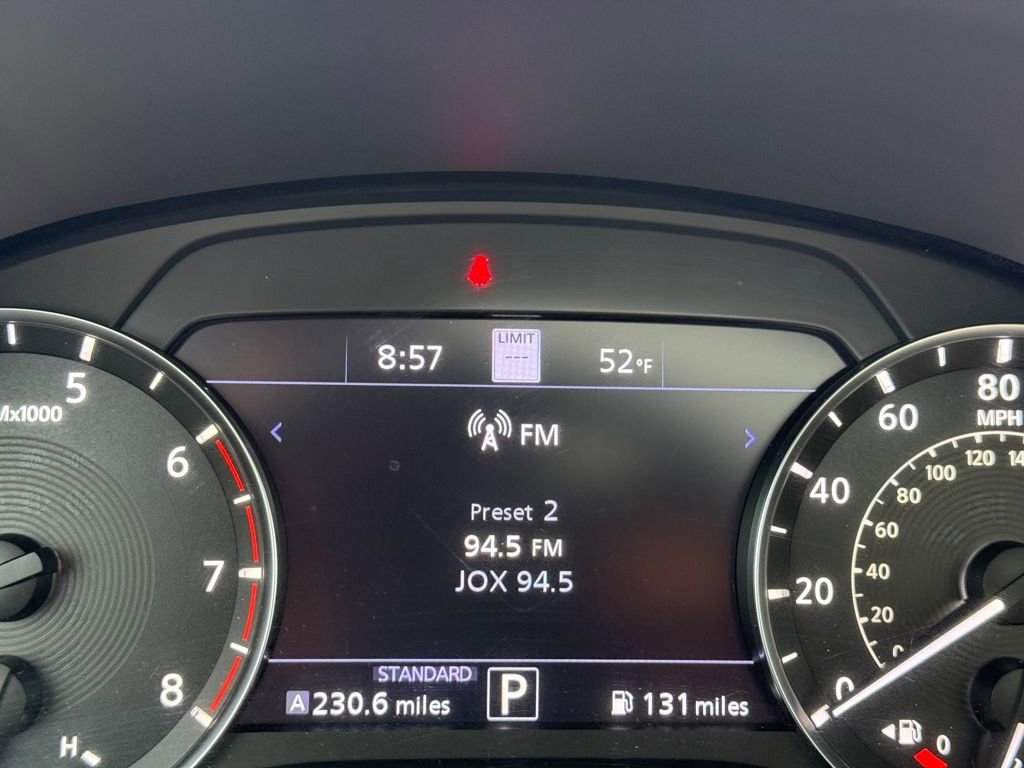 8:57
LIMIT
---
52°F
FM
Preset 2
94.5 FM
JOX 94.5
STANDARD
A 230.6 miles
P
131 miles
5
x1000
6
7
8
H
80
MPH
60
40
20
0
120
100
80
60
40
20
0